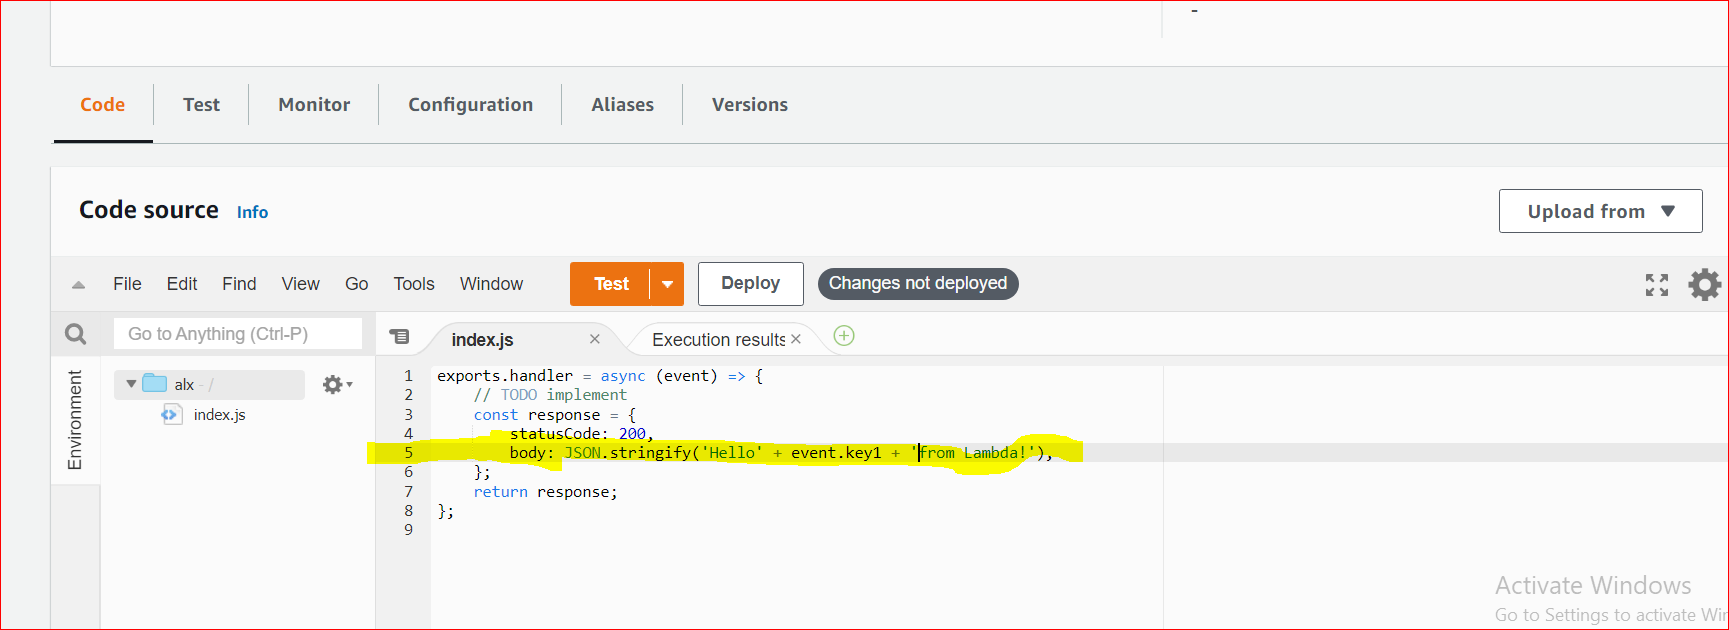 -
Code Test Monitor Configuration Aliases Versions
Code source Info
Upload from
File Edit Find View Go Tools Window Test Deploy Changes not deployed
Go to Anything (Ctrl-P)
index.js Execution results
Environment
alx - /
index.js
1 exports.handler = async (event) => {
2 // TODO implement
3 const response = {
4 statusCode: 200,
5 body: JSON.stringify('Hello' + event.key1 + 'from Lambda!'),
6 };
7 return response;
8 };
9
Activate Windows
Go to Settings to activate Wi